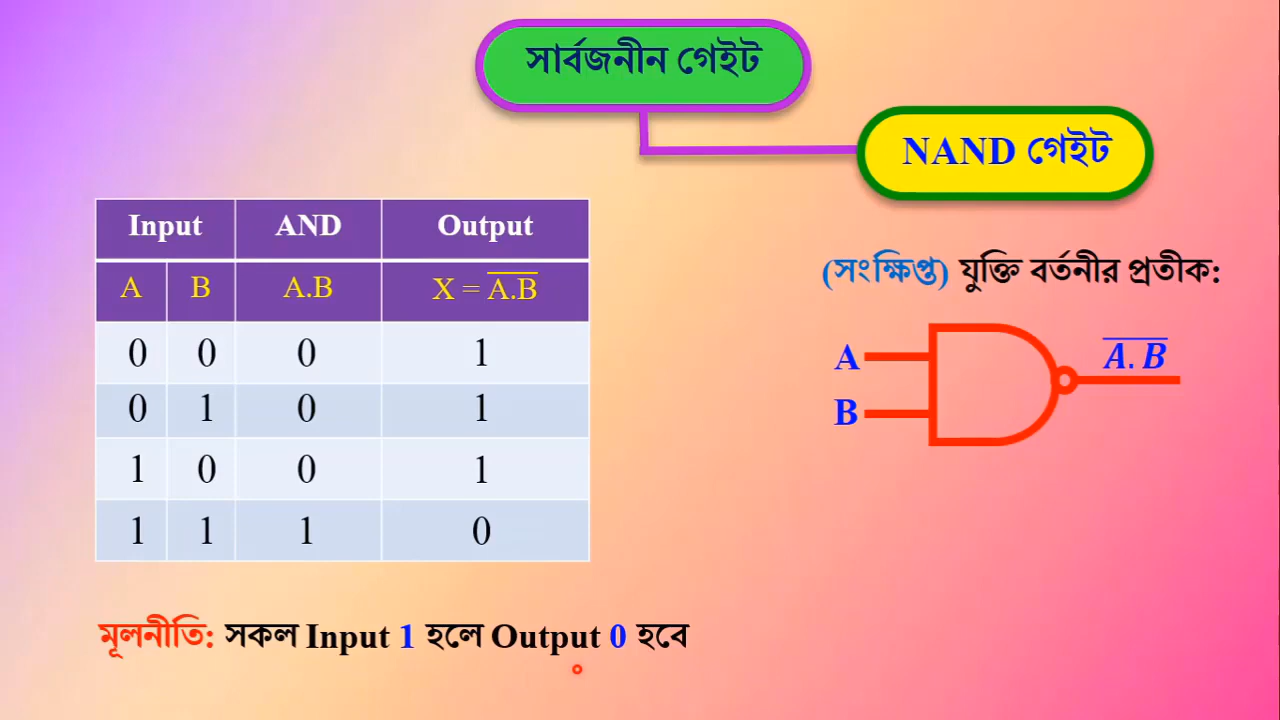 সার্বজনীন গেইট
NAND গেইট
Input AND Output
A B A.B X = A̅.̅B̅
0 0 0 1
0 1 0 1
1 0 0 1
1 1 1 0
(সংক্ষিপ্ত) যুক্তি বর্তনীর প্রতীক:
A
B
A̅.̅ B̅
মূলনীতি: সকল Input 1 হলে Output 0 হবে